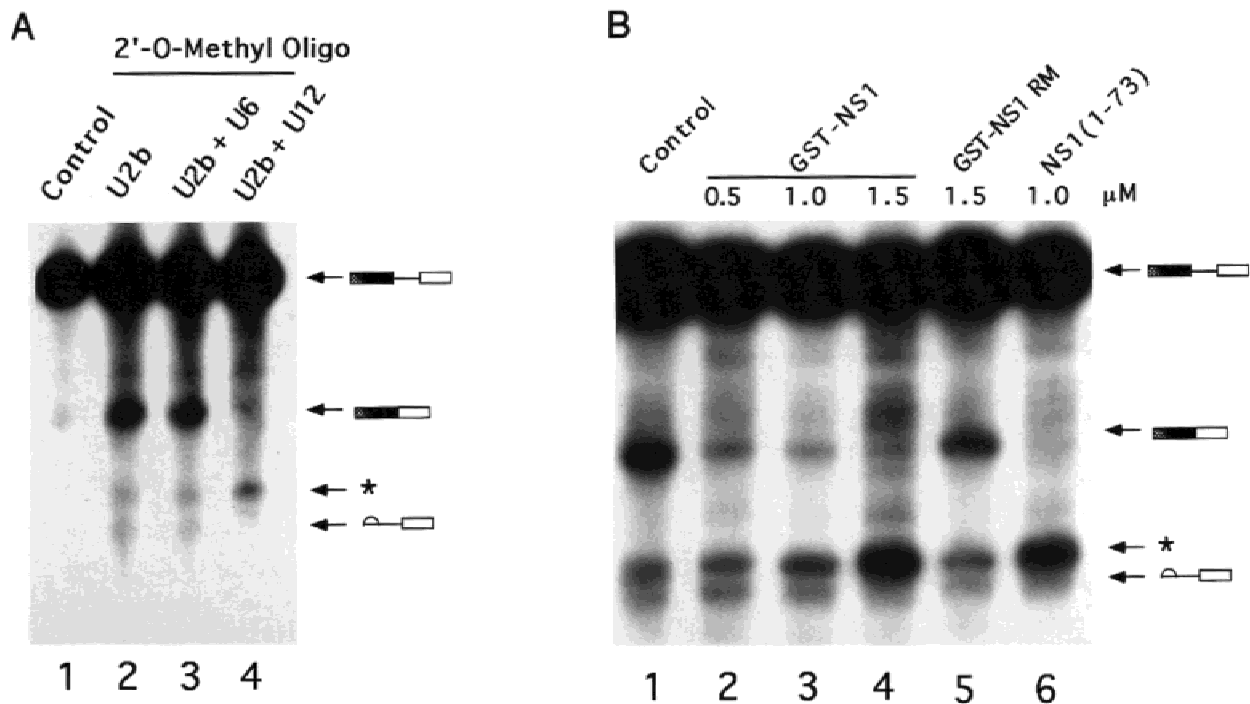 A
2'-O-Methyl Oligo
Control
U2b
U2b + U6
U2b + U12
*
1 2 3 4
B
Control
GST-NS1
GST-NS1 RM
NS1(1-73)
0.5 1.0 1.5 1.5 1.0 μM
*
1 2 3 4 5 6